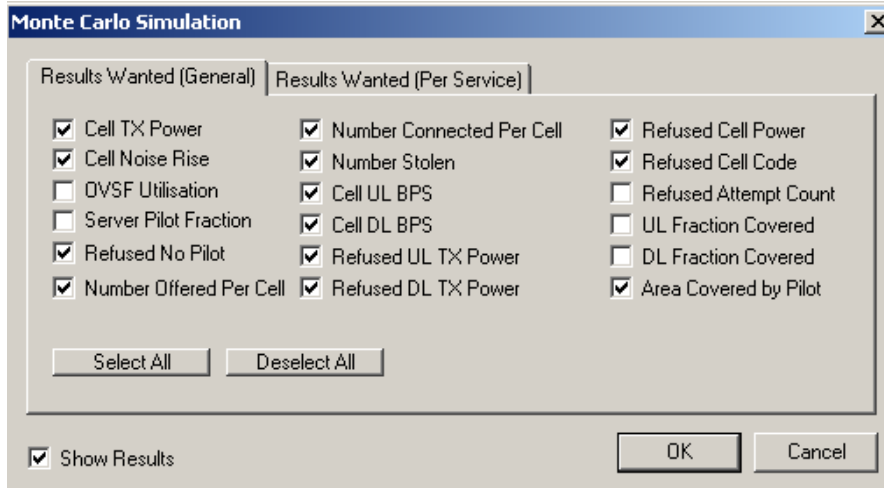 Monte Carlo Simulation
Results Wanted (General)
Results Wanted (Per Service)
Cell TX Power
Cell Noise Rise
OVSF Utilisation
Server Pilot Fraction
Refused No Pilot
Number Offered Per Cell
Number Connected Per Cell
Number Stolen
Cell UL BPS
Cell DL BPS
Refused UL TX Power
Refused DL TX Power
Refused Cell Power
Refused Cell Code
Refused Attempt Count
UL Fraction Covered
DL Fraction Covered
Area Covered by Pilot
Select All
Deselect All
Show Results
OK
Cancel